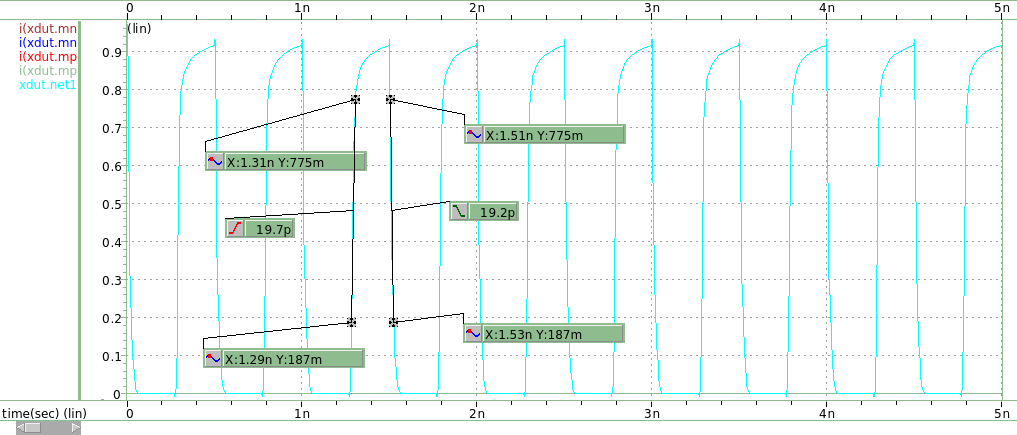 0 1n 2n 3n 4n 5n
i(xdut.mn
i(xdut.mn
i(xdut.mp
i(xdut.mp
xdut.net1
(lin)
0.9
0.8
0.7
0.6
0.5
0.4
0.3
0.2
0.1
0
X:1.51n Y:775m
X:1.31n Y:775m
19.2p
19.7p
X:1.53n Y:187m
X:1.29n Y:187m
time(sec) (lin) 0 1n 2n 3n 4n 5n